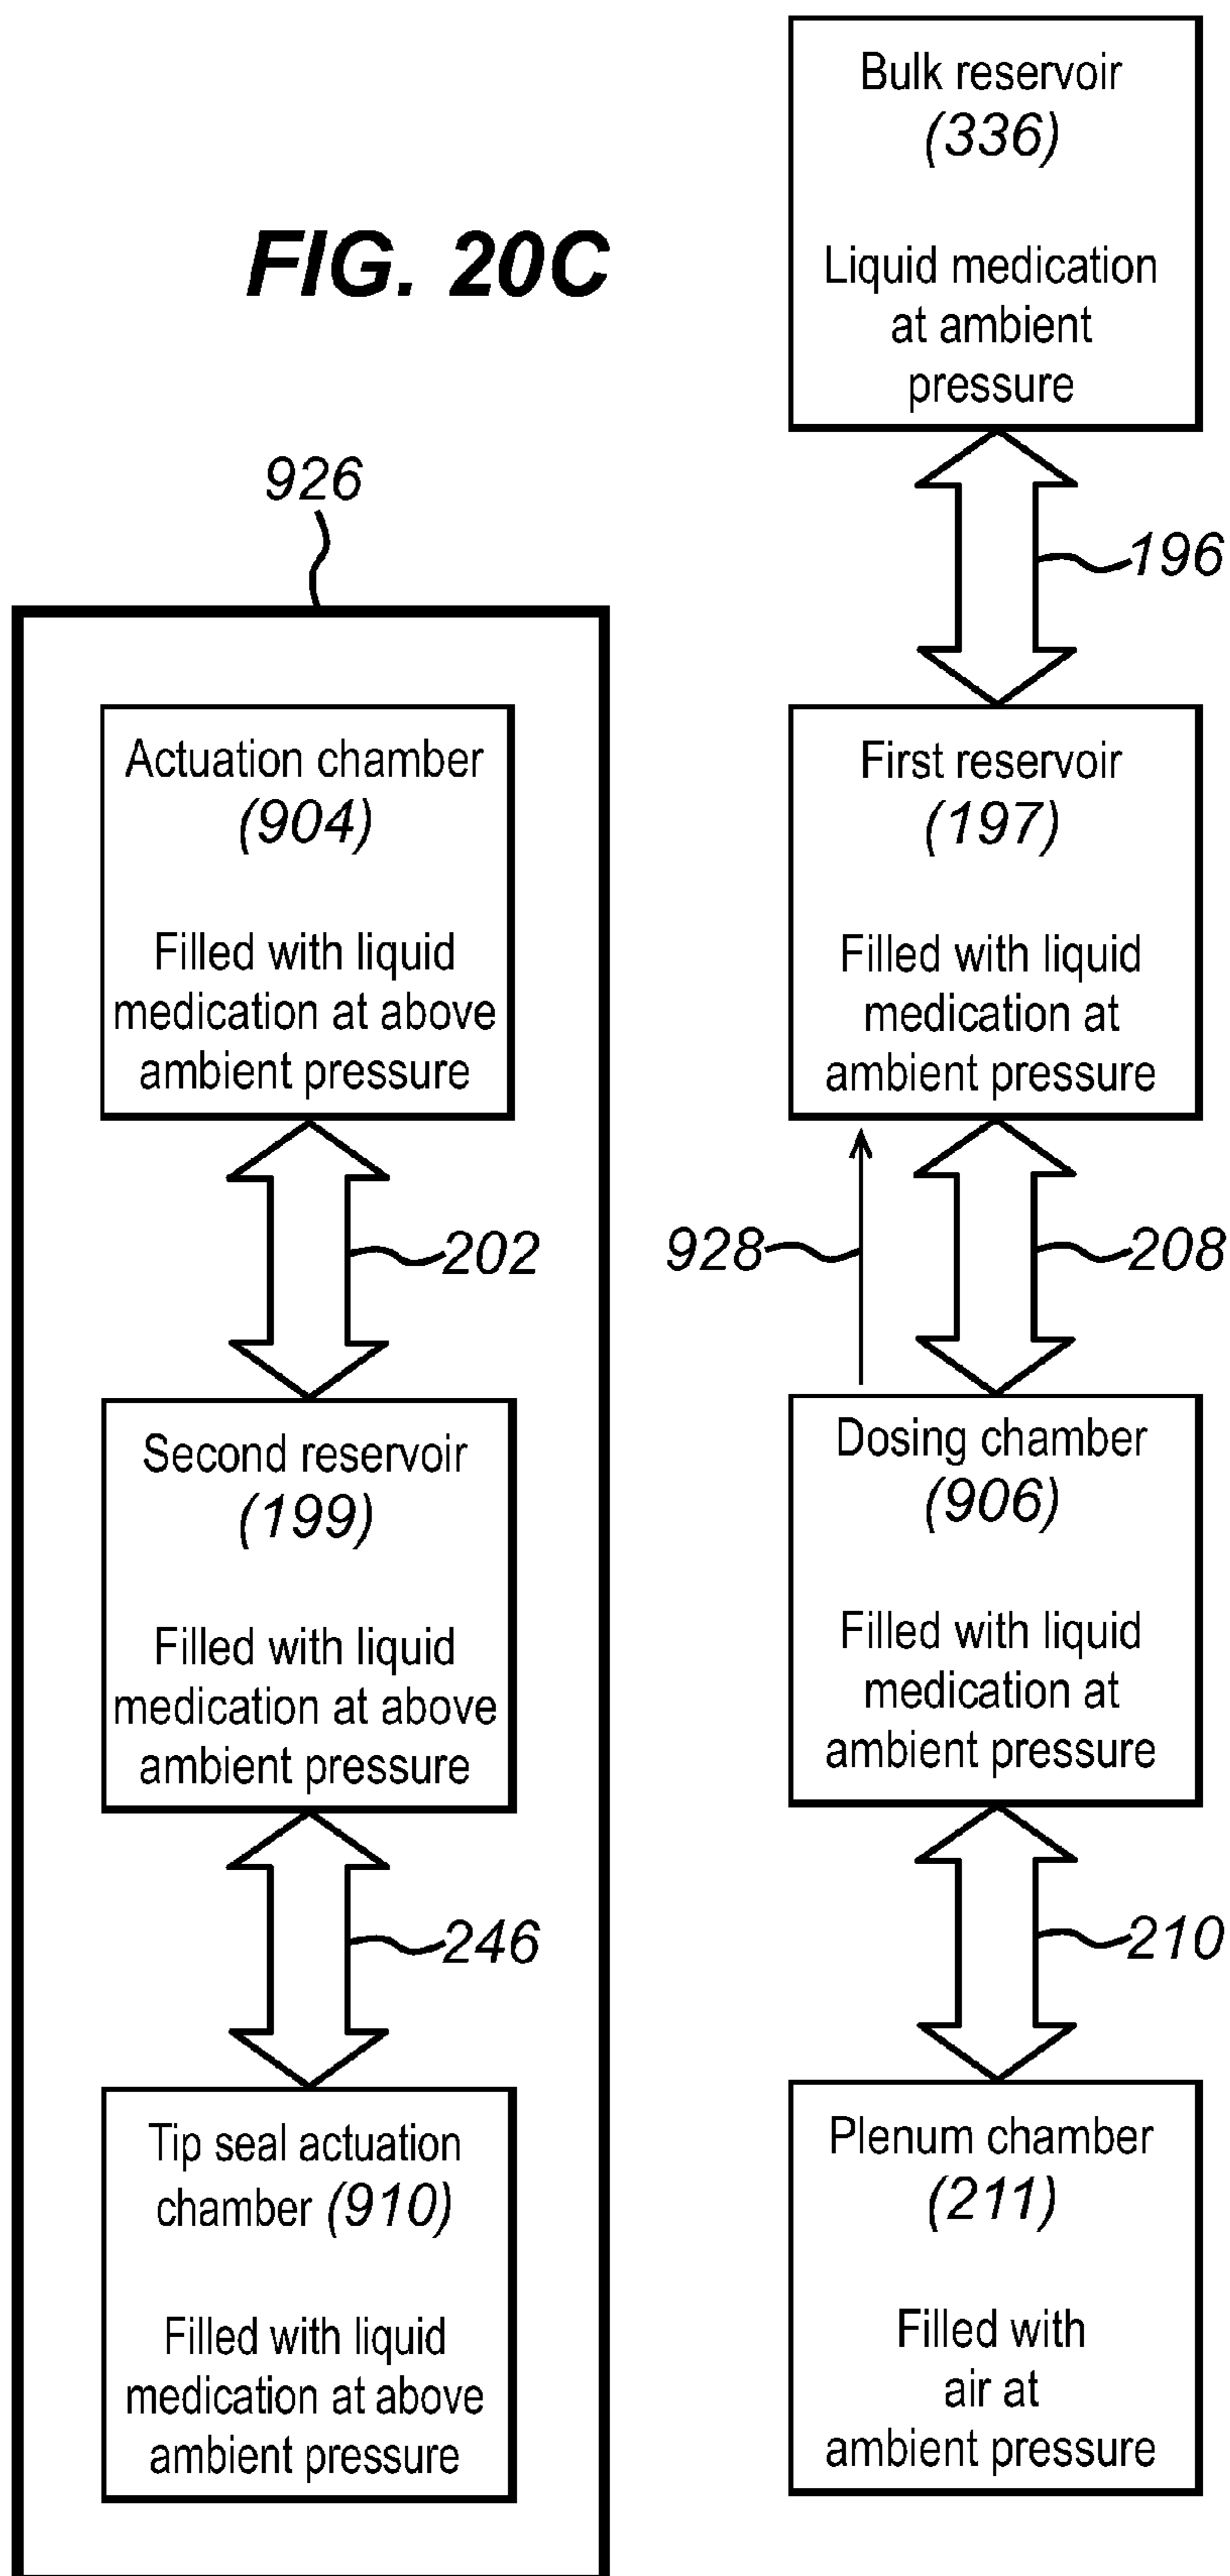 FIG. 20C
926
Actuation chamber
(904)
Filled with liquid
medication at above
ambient pressure
202
Second reservoir
(199)
Filled with liquid
medication at above
ambient pressure
246
Tip seal actuation
chamber (910)
Filled with liquid
medication at above
ambient pressure
Bulk reservoir
(336)
Liquid medication
at ambient
pressure
196
First reservoir
(197)
Filled with liquid
medication at
ambient pressure
928
208
Dosing chamber
(906)
Filled with liquid
medication at
ambient pressure
210
Plenum chamber
(211)
Filled with
air at
ambient pressure